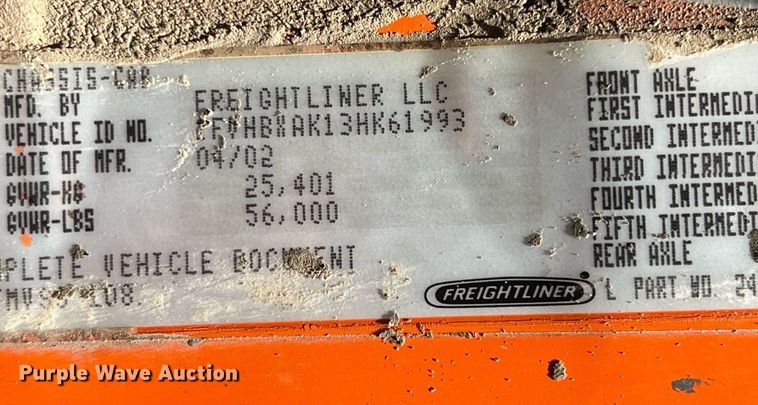 CHASSIS-CAB
MFD. BY FREIGHTLINER LLC
VEHICLE ID NO. 1FVHBXAK13HK61993
DATE OF MFR. 04/02
GVWR-KG 25,401
GVWR-LBS 56,000
PLETE VEHICLE DOCUMENT
FRONT AXLE
FIRST INTERMEDI
SECOND INTERMEDI
THIRD INTERMEDI
FOURTH INTERMED
FIFTH INTERMEDI
REAR AXLE
FREIGHTLINER
PART NO. 24
Purple Wave Auction